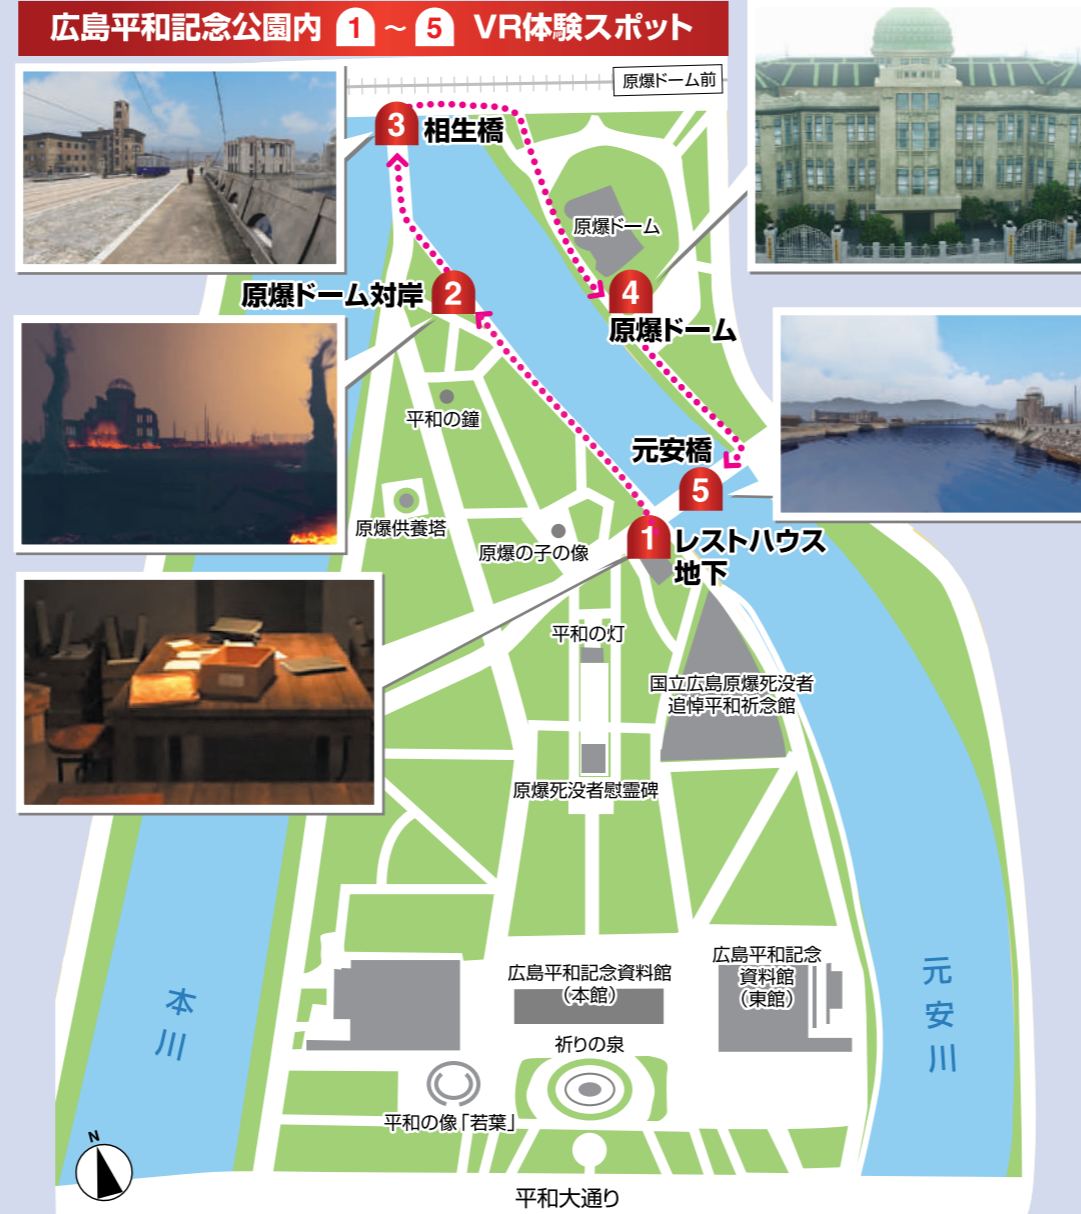 広島平和記念公園内 1 ~ 5 VR体験スポット
原爆ドーム前
3 相生橋
原爆ドーム
原爆ドーム対岸 2
4
原爆ドーム
平和の鐘
元安橋
5
原爆供養塔
原爆の子の像
1 レストハウス
地下
平和の灯
国立広島原爆死没者
追悼平和祈念館
原爆死没者慰霊碑
広島平和記念資料館
（本館）
広島平和記念
資料館
（東館）
本川
元安川
祈りの泉
平和の像「若葉」
N
平和大通り